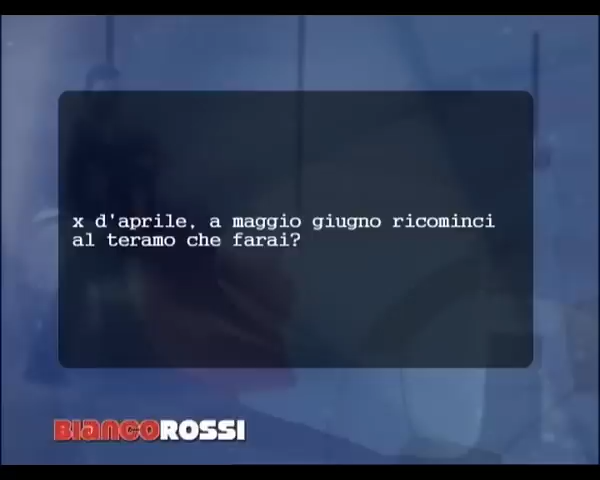 x d'aprile, a maggio giugno ricominci
al teramo che farai?
BIANCOROSSI